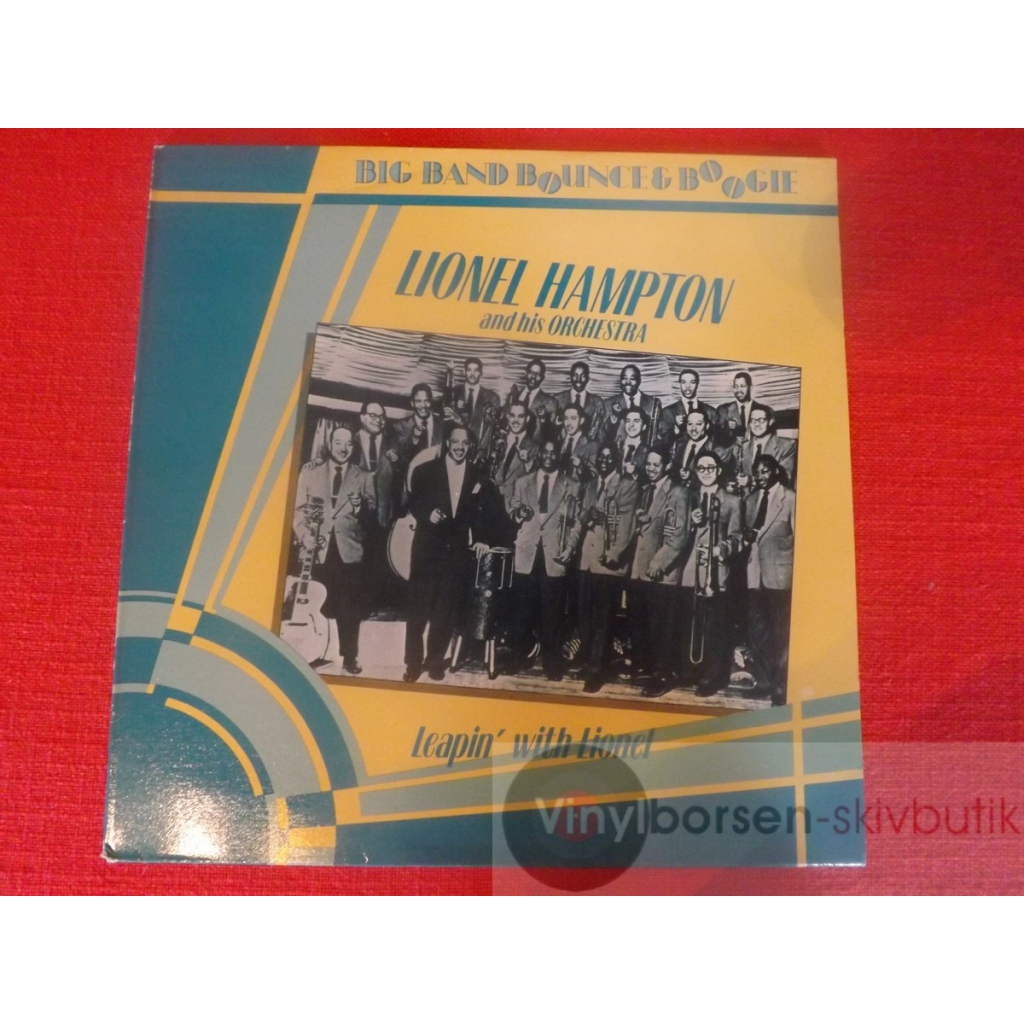 BIG BAND BOUNCE & BOOGIE
LIONEL HAMPTON
and his ORCHESTRA
Leapin' with Lionel
Vinylborsen-skivbutik